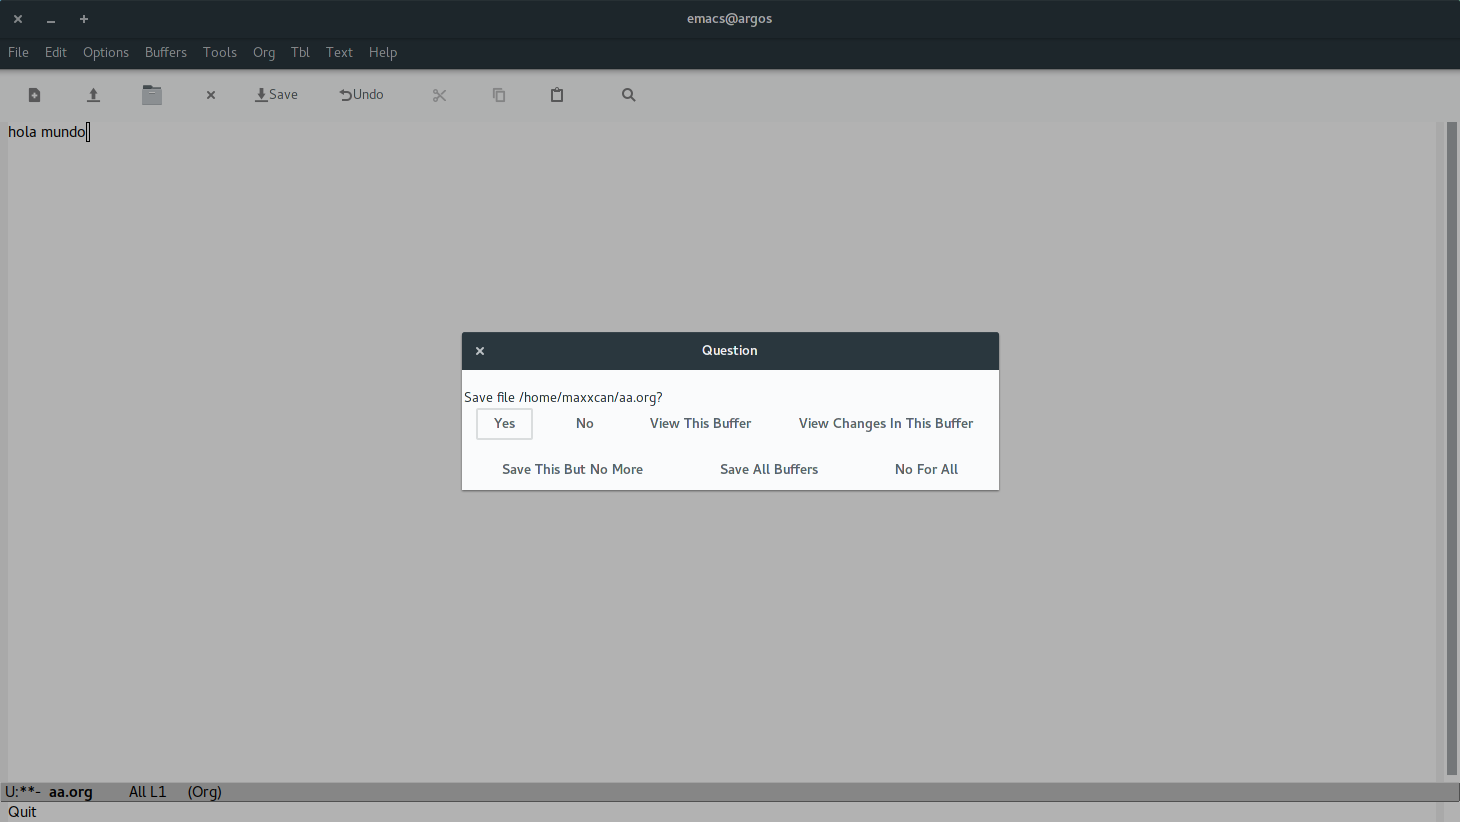 emacs@argos
File Edit Options Buffers Tools Org Tbl Text Help
Save Undo
hola mundo
Question
Save file /home/maxxcan/aa.org?
Yes No View This Buffer View Changes In This Buffer
Save This But No More Save All Buffers No For All
U:**- aa.org All L1 (Org)
Quit